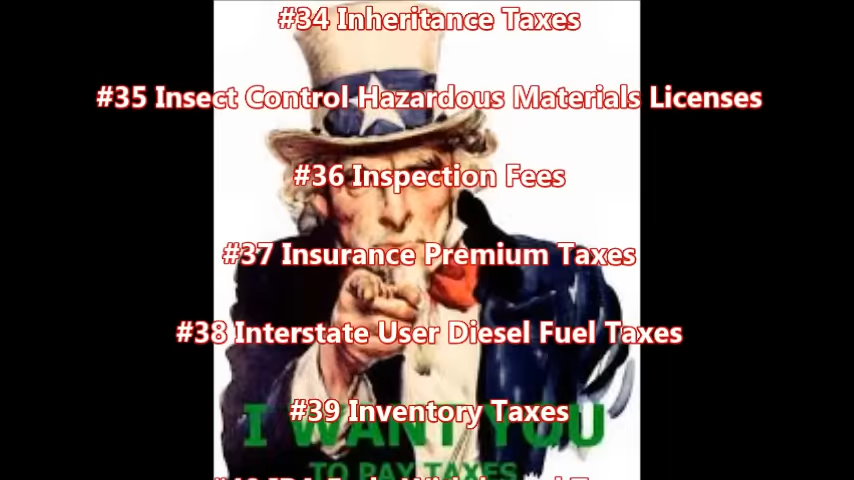 #34 Inheritance Taxes
#35 Insect Control Hazardous Materials Licenses
#36 Inspection Fees
#37 Insurance Premium Taxes
#38 Interstate User Diesel Fuel Taxes
#39 Inventory Taxes
I WANT YOU
TO PAY TAXES